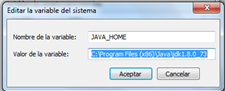 Editar la variable del sistema
Nombre de la variable:
JAVA_HOME
Valor de la variable:
C:\Program Files (x86)\Java\jdk1.8.0_73
Aceptar
Cancelar